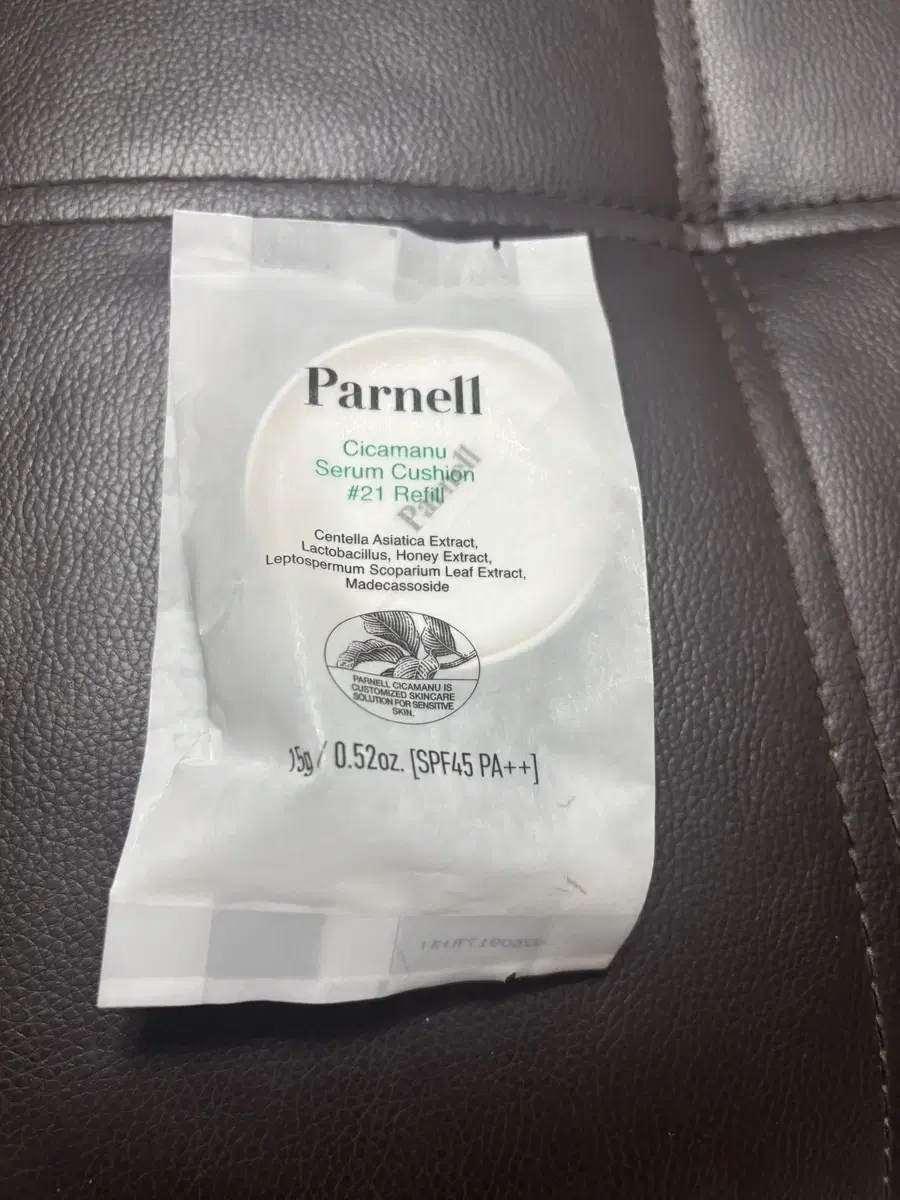 Parnell
Cicamanu
Serum Cushion
#21 Refill
Parnell
Centella Asiatica Extract,
Lactobacillus, Honey Extract,
Leptospermum Scoparium Leaf Extract,
Madecassoside
PARNELL CICAMANU IS
CUSTOMIZED SKINCARE
SOLUTION FOR SENSITIVE
SKIN.
15g / 0.52oz. [SPF45 PA++]